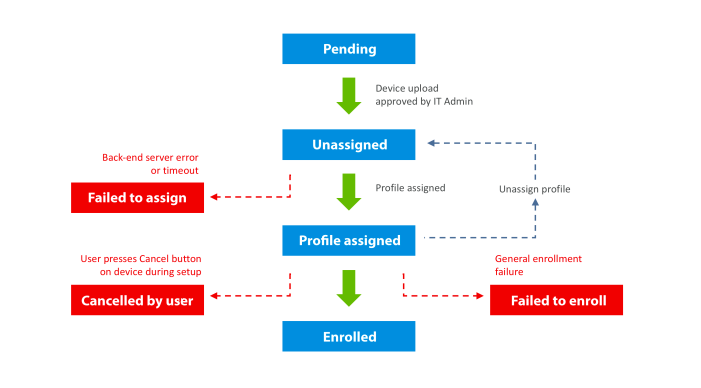 Pending
Device upload
approved by IT Admin
Unassigned
Back-end server error
or timeout
Failed to assign
Profile assigned
Unassign profile
Profile assigned
User presses Cancel button
on device during setup
Cancelled by user
General enrollment
failure
Failed to enroll
Enrolled